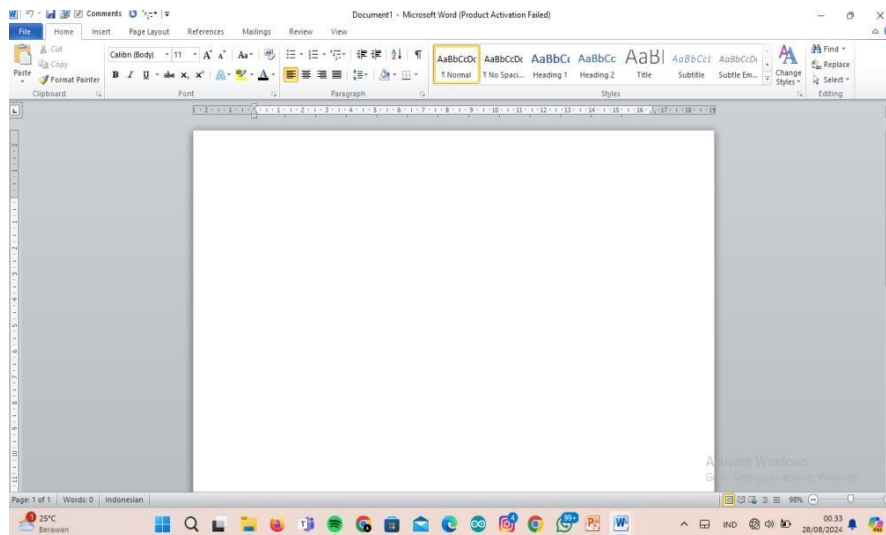 Comments
Document1 - Microsoft Word (Product Activation Failed)
File Home Insert Page Layout References Mailings Review View
Paste
Cut
Copy
Format Painter
Clipboard
Calibri (Body) 11
Font
Paragraph
AaBbCcDc AaBbCcDc AaBbCc AaBbCc AaBl AaBbCcL AaBbCcDc
¶ Normal ¶ No Spaci... Heading 1 Heading 2 Title Subtitle Subtle Em...
Change Styles
Styles
Find
Replace
Select
Editing
Page: 1 of 1 Words: 0 Indonesian
98%
25°C
Berawan
99+
IND
00.33
28/08/2024